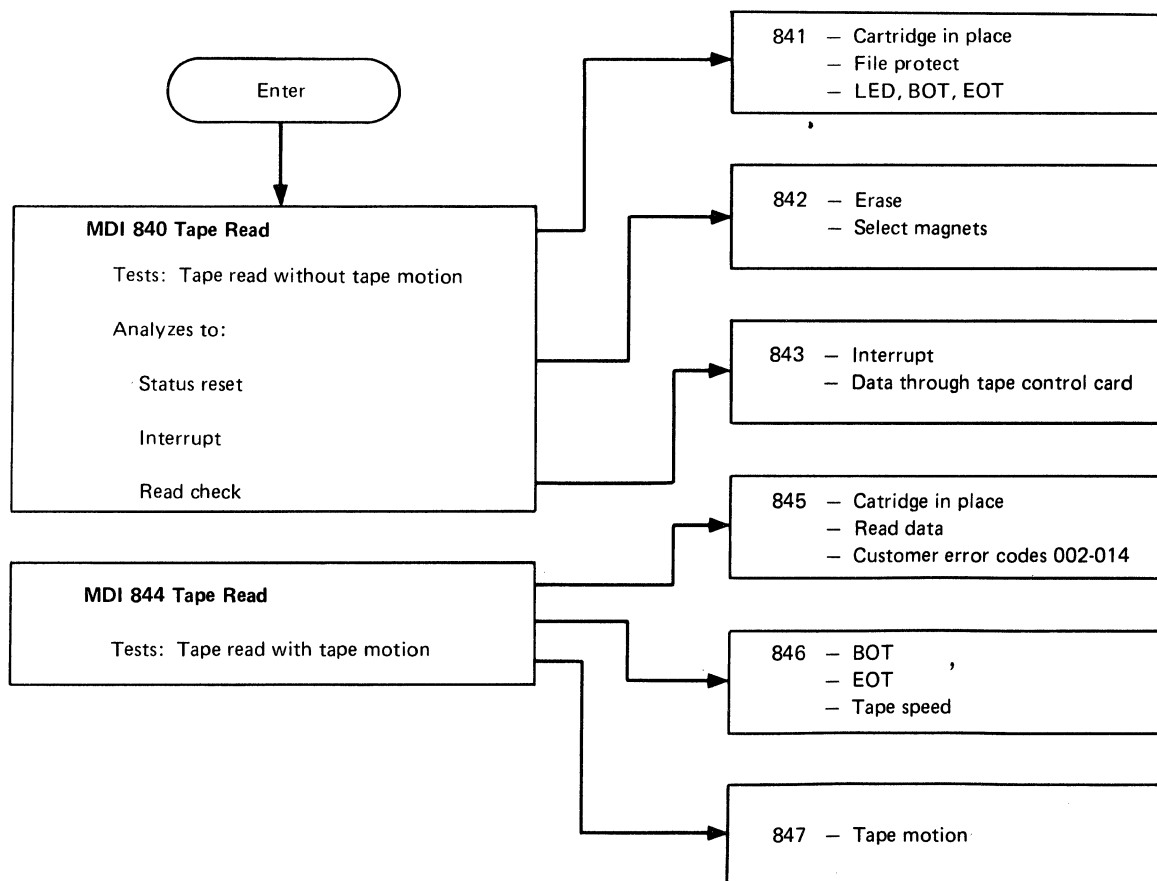 Enter
MDI 840 Tape Read
Tests: Tape read without tape motion
Analyzes to:
Status reset
Interrupt
Read check
MDI 844 Tape Read
Tests: Tape read with tape motion
841 – Cartridge in place
– File protect
– LED, BOT, EOT
842 – Erase
– Select magnets
843 – Interrupt
– Data through tape control card
845 – Catridge in place
– Read data
– Customer error codes 002-014
846 – BOT
– EOT
– Tape speed
847 – Tape motion